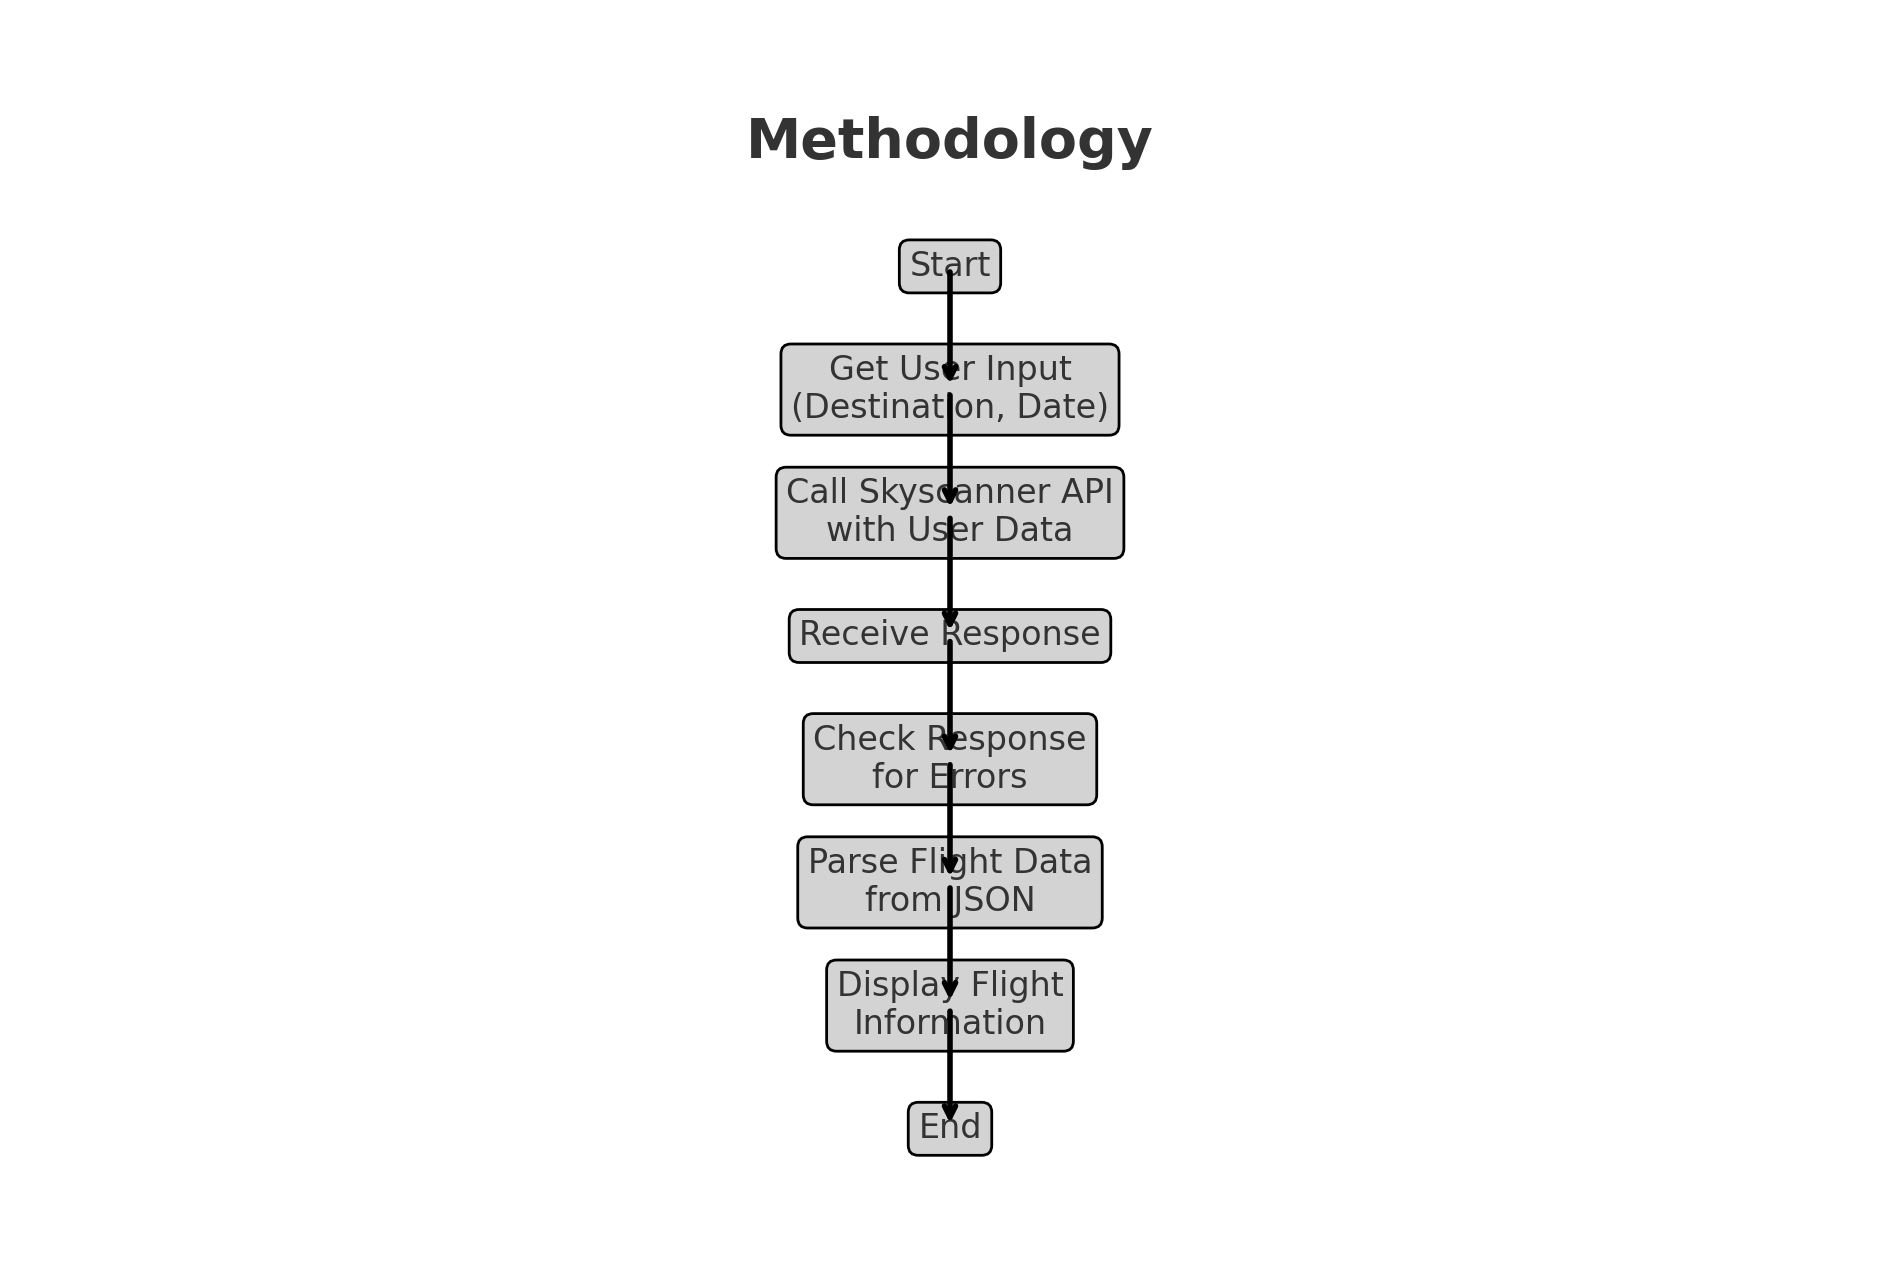 Methodology
Start
Get User Input
(Destination, Date)
Call Skyscanner API
with User Data
Receive Response
Check Response
for Errors
Parse Flight Data
from JSON
Display Flight
Information
End